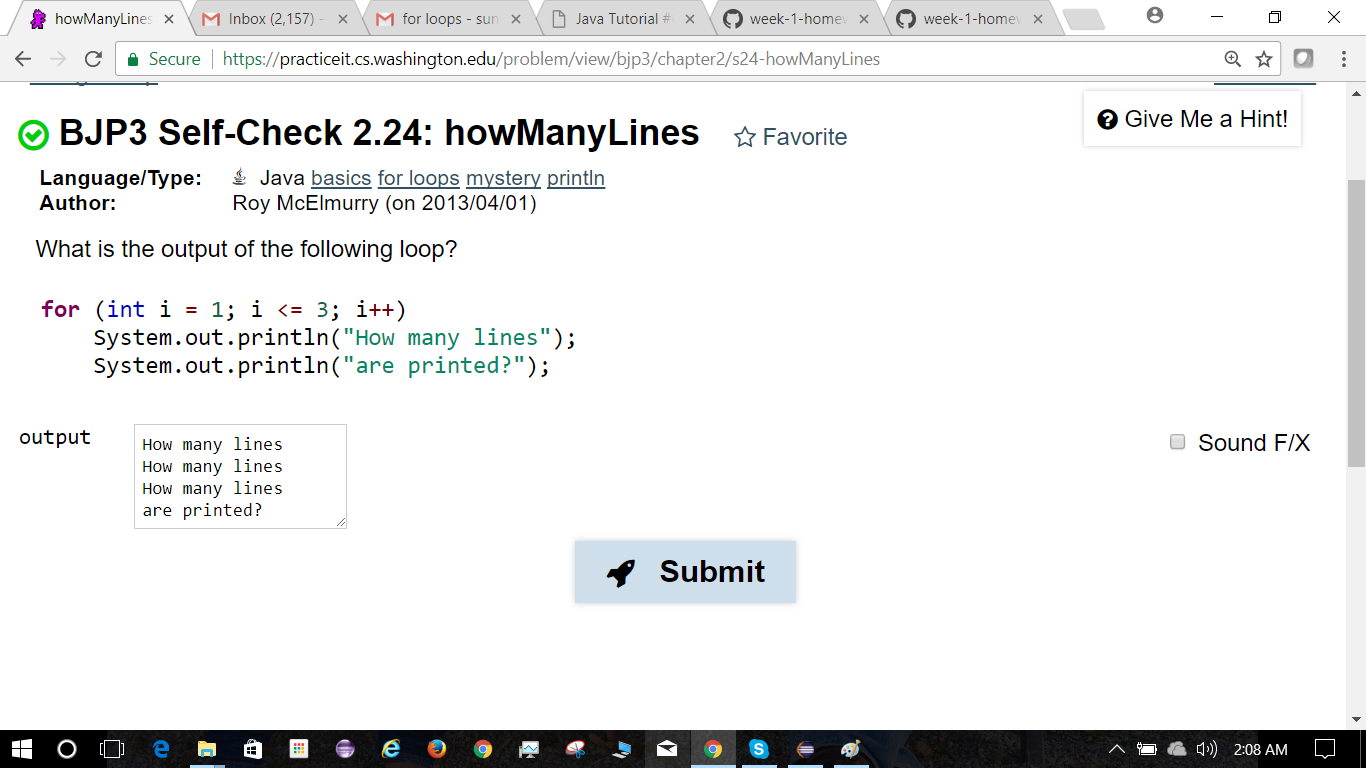 howManyLines
Inbox (2,157) -
for loops - sun
Java Tutorial #
week-1-homew
week-1-homew
Secure https://practiceit.cs.washington.edu/problem/view/bjp3/chapter2/s24-howManyLines
BJP3 Self-Check 2.24: howManyLines
Favorite
Give Me a Hint!
Language/Type: Java basics for loops mystery println
Author: Roy McElmurry (on 2013/04/01)
What is the output of the following loop?
for (int i = 1; i <= 3; i++)
System.out.println("How many lines");
System.out.println("are printed?");
output
How many lines
How many lines
How many lines
are printed?
Sound F/X
Submit
2:08 AM